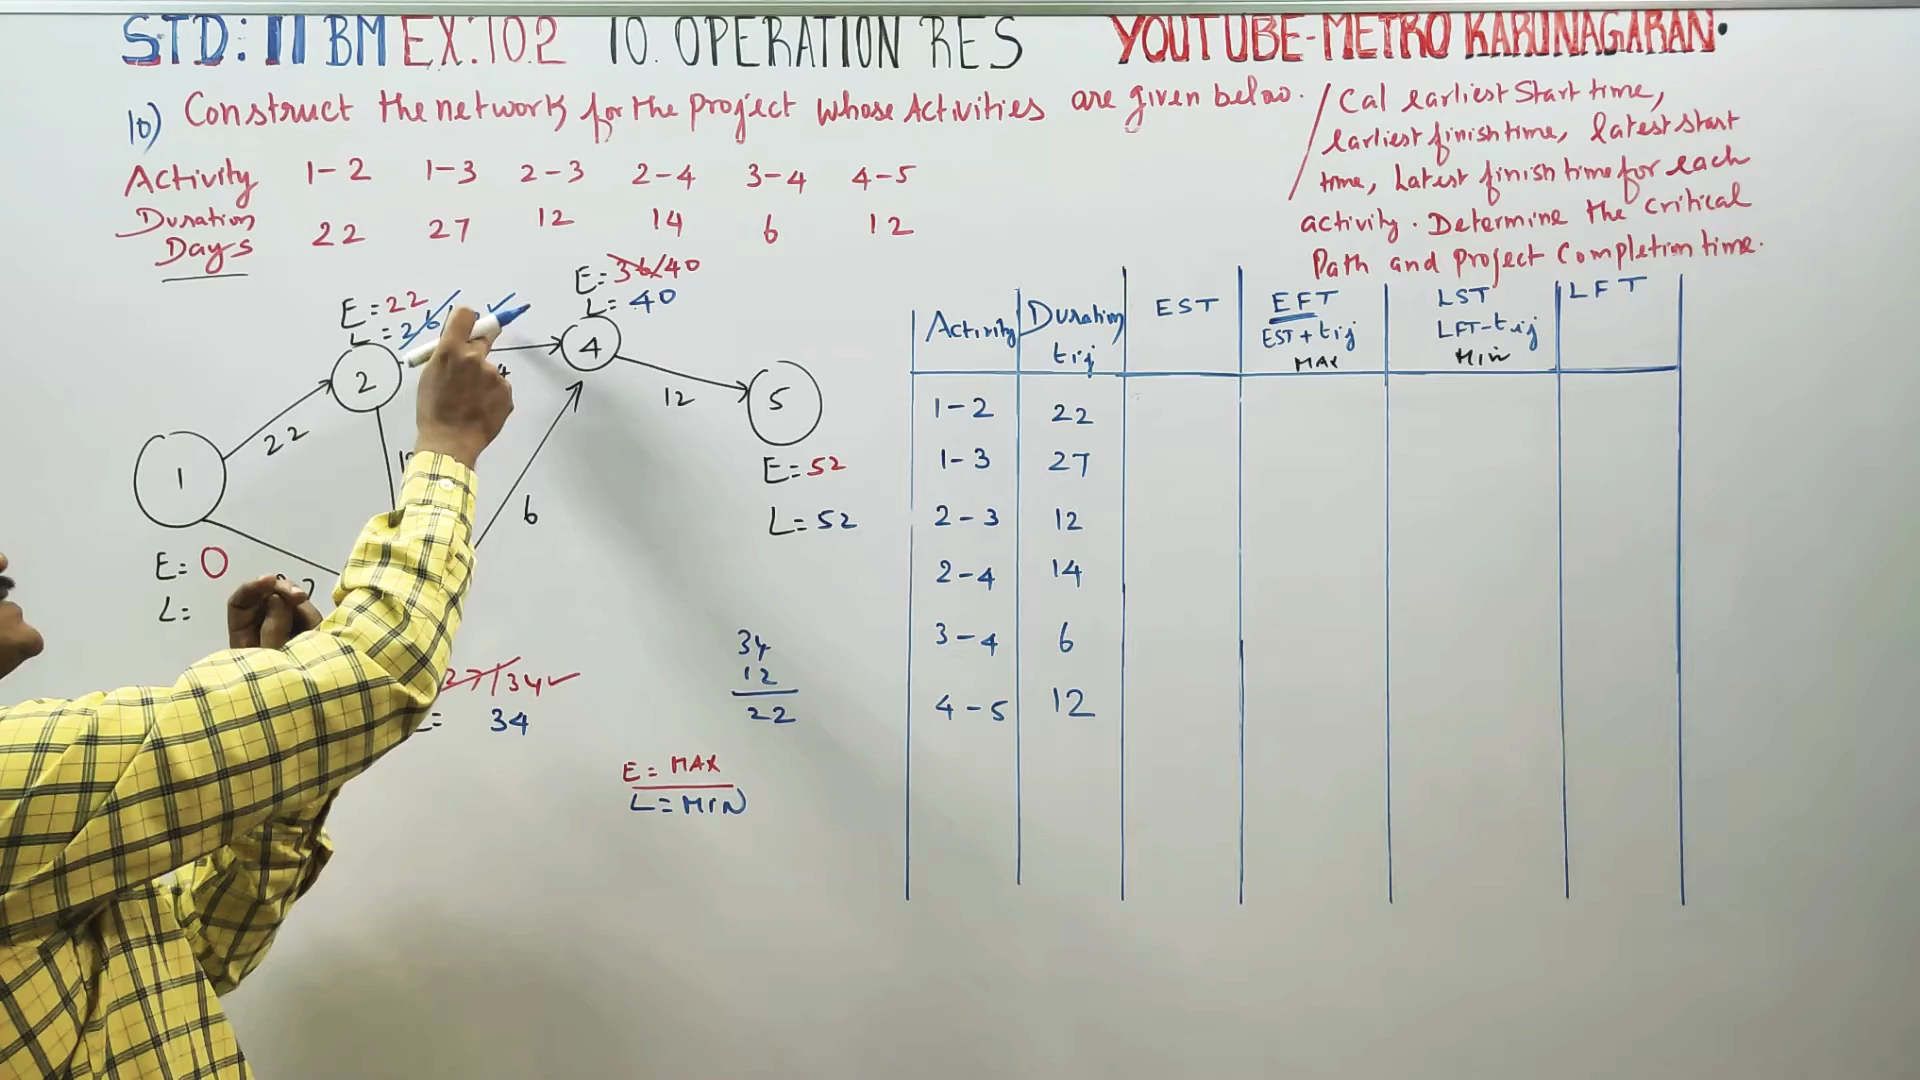 STD: 11 BM EX:10.2 10. OPERATION RES YOUTUBE-METRO KARUNAGARAN.
10) Construct the network for the project whose Activities are given below.
Cal earliest Start time,
earliest finish time, latest start
time, Latest finish time for each
activity. Determine the critical
Path and project Completion time.
Activity 1-2 1-3 2-3 2-4 3-4 4-5
Duration Days 22 27 12 14 6 12
E=22
L=26/
E=36/40
L=40
1
2
4
5
22
12
6
E=0
L=
E=52
L=52
27/34
L= 34
34
12
22
E=MAX
L=MIN
Activity Duration tij EST EFT EST+tij MAX LST LFT-tij Min LFT
1-2 22
1-3 27
2-3 12
2-4 14
3-4 6
4-5 12